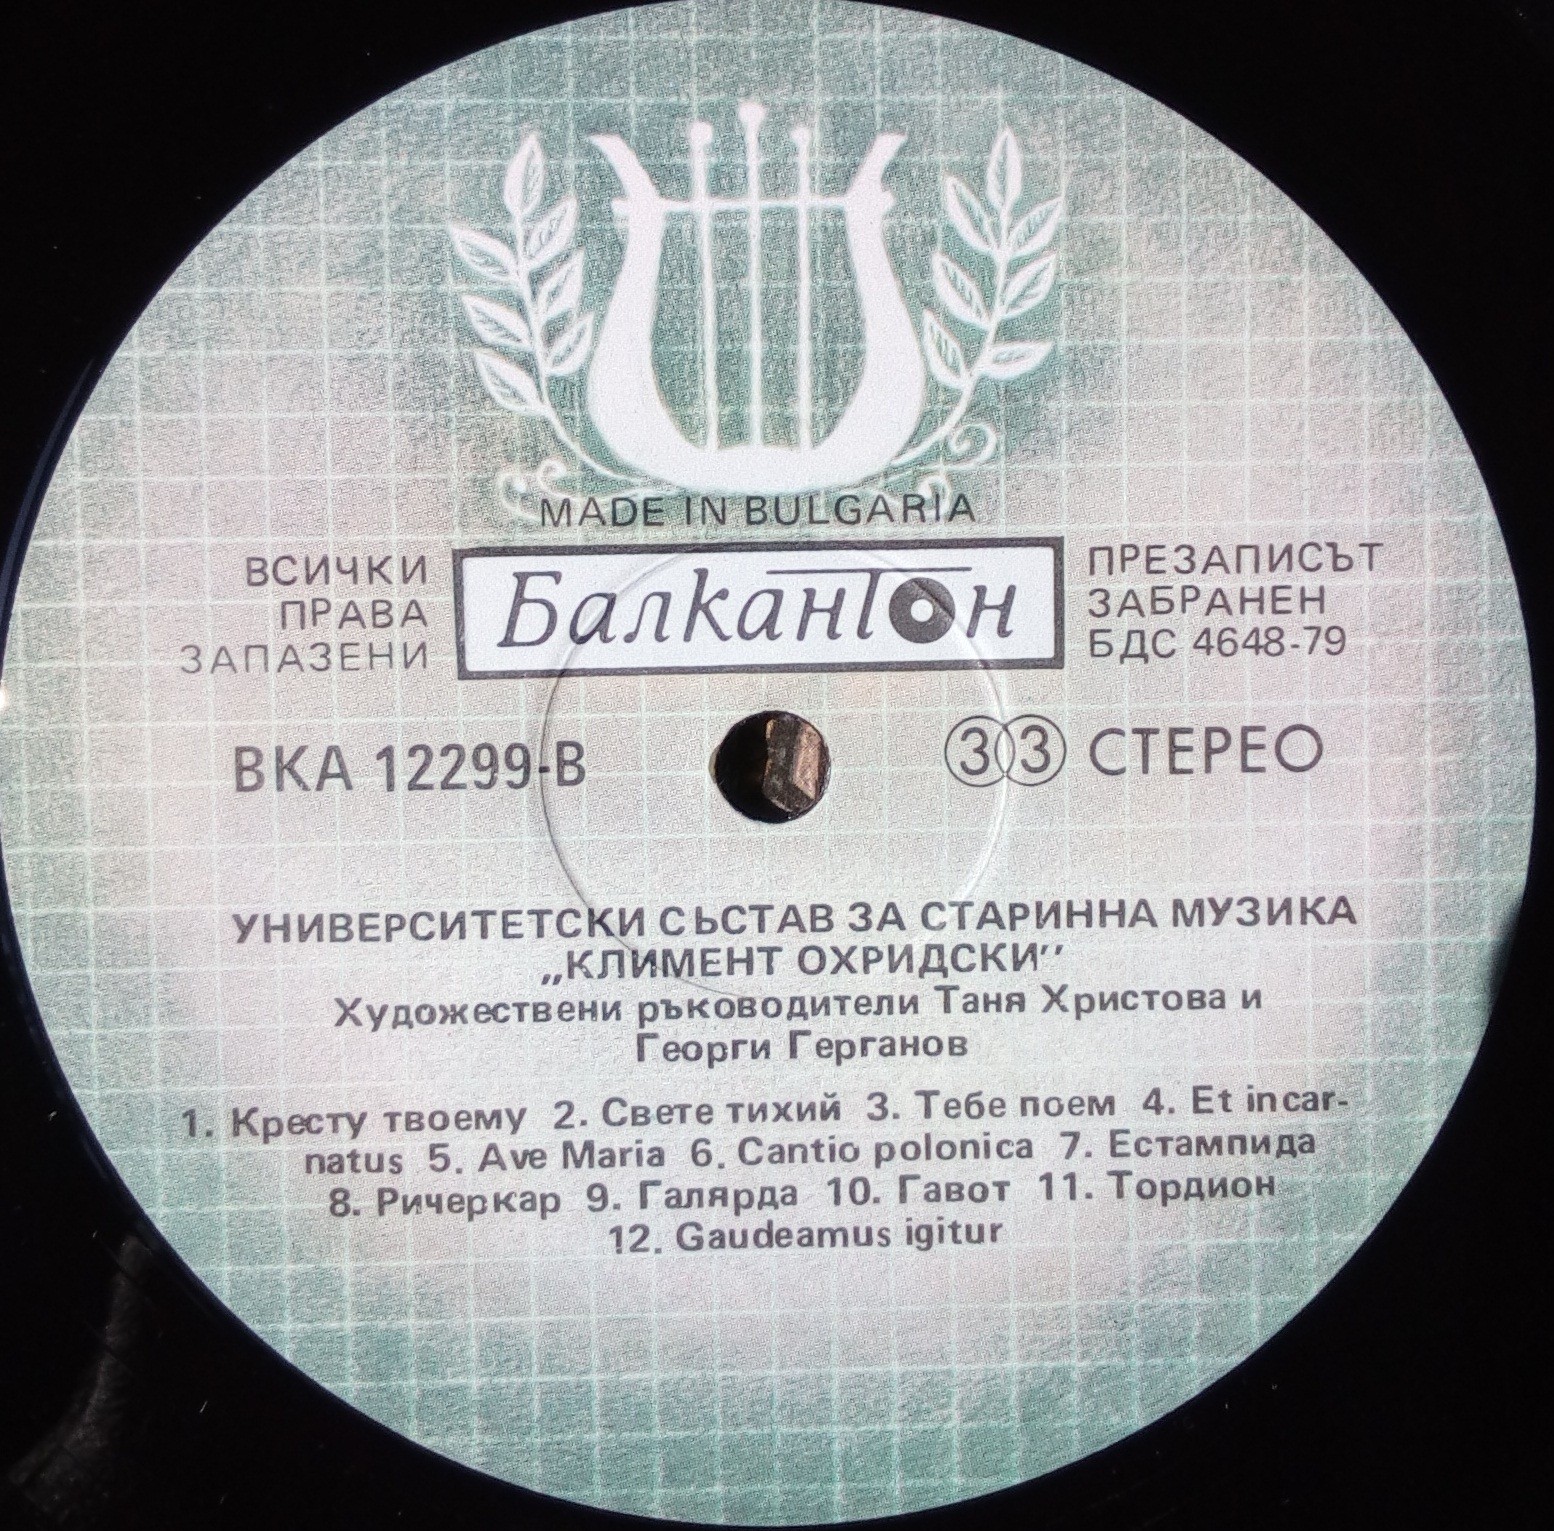 MADE IN BULGARIA
ВСИЧКИ
ПРАВА
ЗАПАЗЕНИ
Балкантон
ПРЕЗАПИСЪТ
ЗАБРАНЕН
БДС 4648-79
ВКА 12299-В
33 СТЕРЕО
УНИВЕРСИТЕТСКИ СЪСТАВ ЗА СТАРИННА МУЗИКА
„КЛИМЕНТ ОХРИДСКИ”
Художествени ръководители Таня Христова и
Георги Герганов
1. Кресту твоему 2. Свете тихий 3. Тебе поем 4. Et incar-
natus 5. Ave Maria 6. Cantio polonica 7. Естампида
8. Ричеркар 9. Галярда 10. Гавот 11. Тордион
12. Gaudeamus igitur